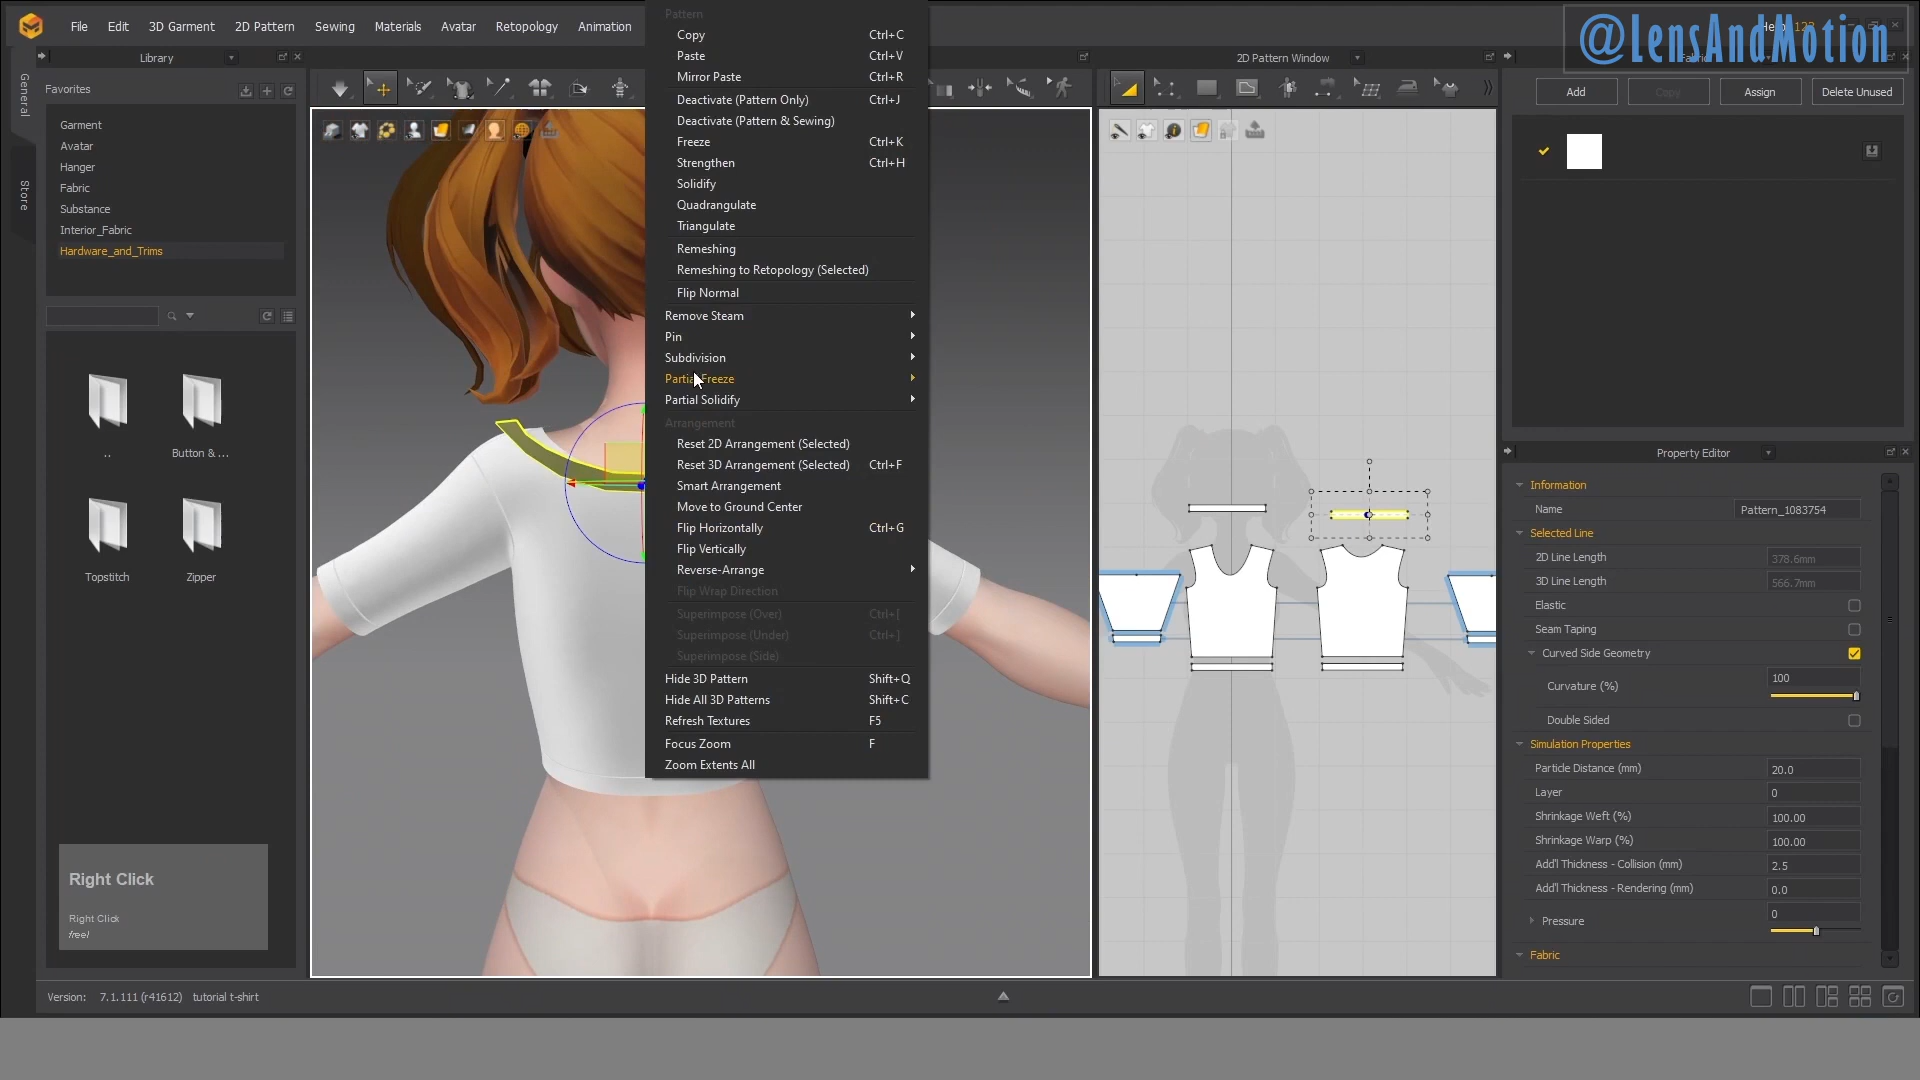 File Edit 3D Garment 2D Pattern Sewing Materials Avatar Retopology Animation
@LensAndMotion
Library
General
Store
Favorites
Garment
Avatar
Hanger
Fabric
Substance
Interior_Fabric
Hardware_and_Trims
..
Button & ...
Topstitch
Zipper
Right Click
Right Click
free!
Pattern
Copy Ctrl+C
Paste Ctrl+V
Mirror Paste Ctrl+R
Deactivate (Pattern Only) Ctrl+J
Deactivate (Pattern & Sewing)
Freeze Ctrl+K
Strengthen Ctrl+H
Solidify
Quadrangulate
Triangulate
Remeshing
Remeshing to Retopology (Selected)
Flip Normal
Remove Steam
Pin
Subdivision
Partial Freeze
Partial Solidify
Arrangement
Reset 2D Arrangement (Selected)
Reset 3D Arrangement (Selected) Ctrl+F
Smart Arrangement
Move to Ground Center
Flip Horizontally Ctrl+G
Flip Vertically
Reverse-Arrange
Flip Wrap Direction
Superimpose (Over) Ctrl+[
Superimpose (Under) Ctrl+]
Superimpose (Side)
Hide 3D Pattern Shift+Q
Hide All 3D Patterns Shift+C
Refresh Textures F5
Focus Zoom F
Zoom Extents All
2D Pattern Window
Add Copy Assign Delete Unused
Property Editor
Information
Name Pattern_1083754
Selected Line
2D Line Length 378.6mm
3D Line Length 566.7mm
Elastic
Seam Taping
Curved Side Geometry
Curvature (%) 100
Double Sided
Simulation Properties
Particle Distance (mm) 20.0
Layer 0
Shrinkage Weft (%) 100.00
Shrinkage Warp (%) 100.00
Add'l Thickness - Collision (mm) 2.5
Add'l Thickness - Rendering (mm) 0.0
Pressure 0
Fabric
Version: 7.1.111 (r41612) tutorial t-shirt